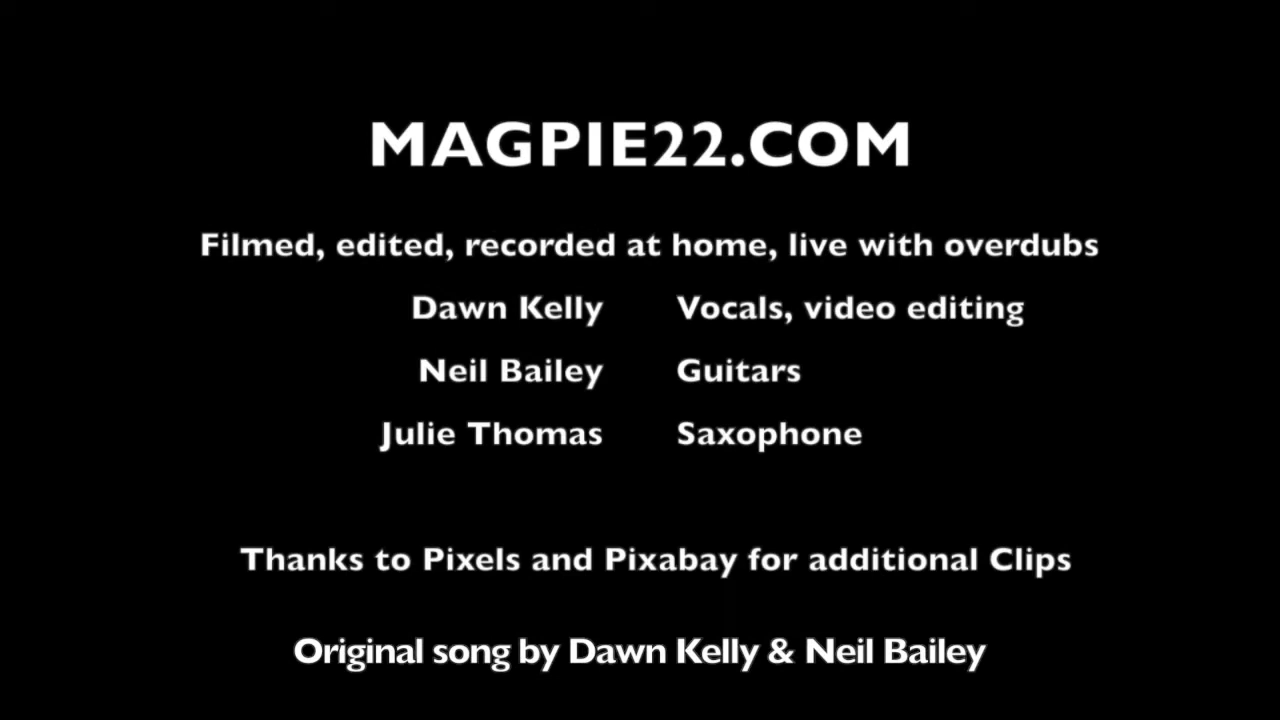 MAGPIE22.COM
Filmed, edited, recorded at home, live with overdubs
Dawn Kelly Vocals, video editing
Neil Bailey Guitars
Julie Thomas Saxophone
Thanks to Pixels and Pixabay for additional Clips
Original song by Dawn Kelly & Neil Bailey